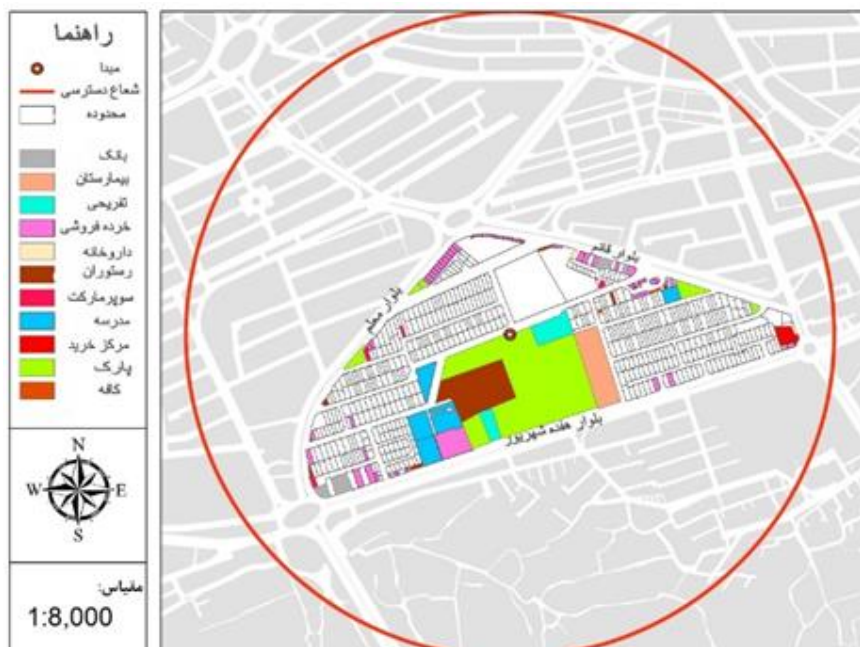 راهنما
مبدا
شعاع دسترسی
محدوده
بانک
بیمارستان
تفریحی
خرده فروشی
داروخانه
رستوران
سوپرمارکت
مدرسه
مرکز خرید
پارک
کافه
N
W E
S
مقیاس:
1:8,000
بلوار قائم
بلوار معلم
بلوار هفده شهریور